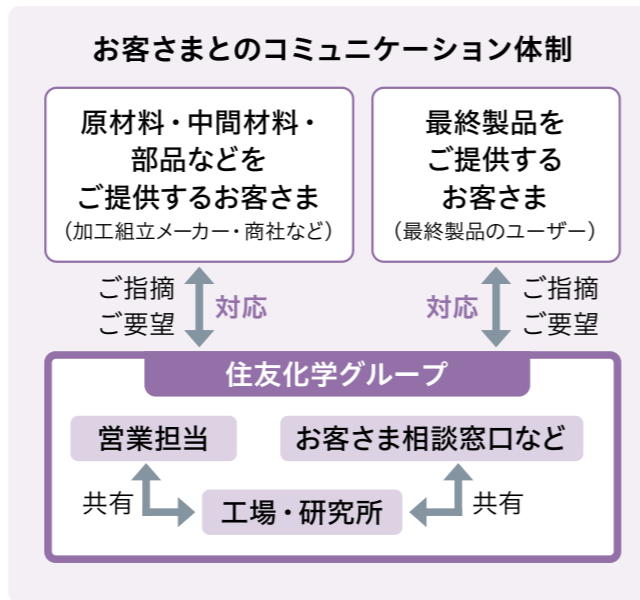 お客さまとのコミュニケーション体制
原材料・中間材料・
部品などを
ご提供するお客さま
（加工組立メーカー・商社など）
最終製品を
ご提供する
お客さま
（最終製品のユーザー）
ご指摘
ご要望
対応
対応
ご指摘
ご要望
住友化学グループ
営業担当
お客さま相談窓口など
共有
工場・研究所
共有